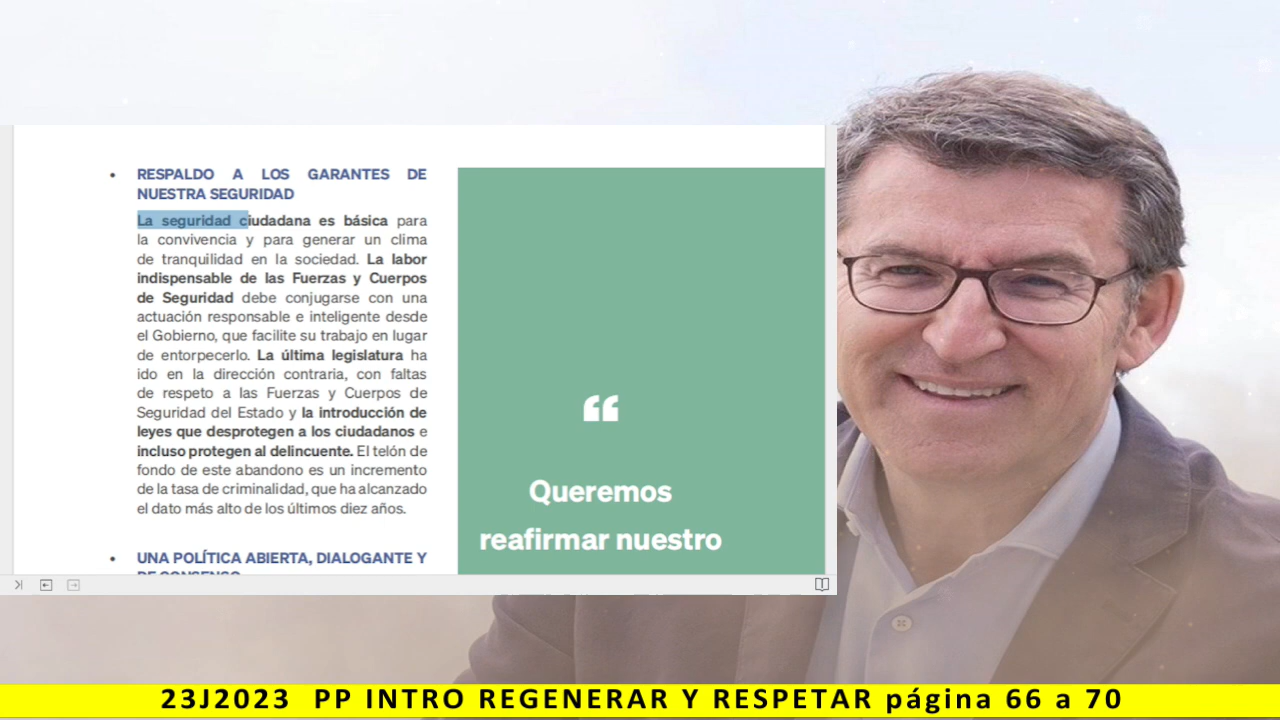 • RESPALDO A LOS GARANTES DE
NUESTRA SEGURIDAD
La seguridad ciudadana es básica para
la convivencia y para generar un clima
de tranquilidad en la sociedad. La labor
indispensable de las Fuerzas y Cuerpos
de Seguridad debe conjugarse con una
actuación responsable e inteligente desde
el Gobierno, que facilite su trabajo en lugar
de entorpecerlo. La última legislatura ha
ido en la dirección contraria, con faltas
de respeto a las Fuerzas y Cuerpos de
Seguridad del Estado y la introducción de
leyes que desprotegen a los ciudadanos e
incluso protegen al delincuente. El telón de
fondo de este abandono es un incremento
de la tasa de criminalidad, que ha alcanzado
el dato más alto de los últimos diez años.
• UNA POLÍTICA ABIERTA, DIALOGANTE Y
DE CONSENSO
“
Queremos
reafirmar nuestro
23J2023 PP INTRO REGENERAR Y RESPETAR página 66 a 70